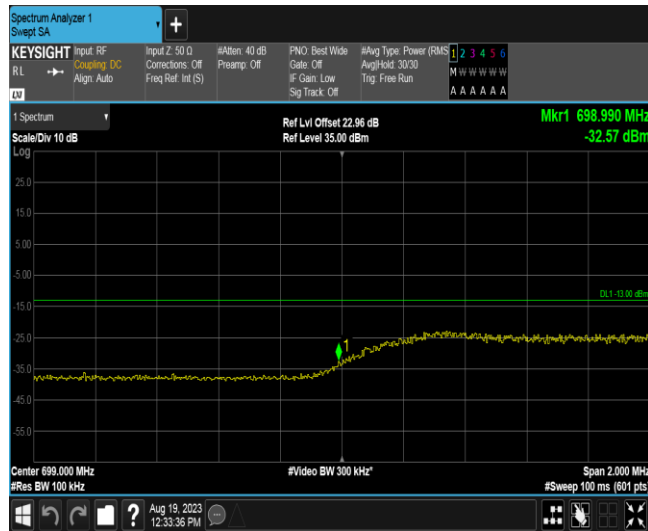 Spectrum Analyzer 1
Swept SA
+
KEYSIGHT Input: RF Input Z: 50 Ω #Atten: 40 dB PNO: Best Wide #Avg Type: Power (RMS 1 2 3 4 5 6
RL Coupling: DC Corrections: Off Preamp: Off Gate: Off Avg|Hold: 30/30 M W W W W W
Align: Auto Freq Ref: Int (S) IF Gain: Low Trig: Free Run
LXI Sig Track: Off A A A A A A
1 Spectrum Ref Lvl Offset 22.96 dB Mkr1 698.990 MHz
Scale/Div 10 dB Ref Level 35.00 dBm -32.57 dBm
Log
25.0
15.0
5.00
-5.00
DL1 -13.00 dBm
-15.0
-25.0
1
-35.0
-45.0
-55.0
Center 699.000 MHz #Video BW 300 kHz* Span 2.000 MHz
#Res BW 100 kHz #Sweep 100 ms (601 pts)
? Aug 19, 2023
12:33:36 PM